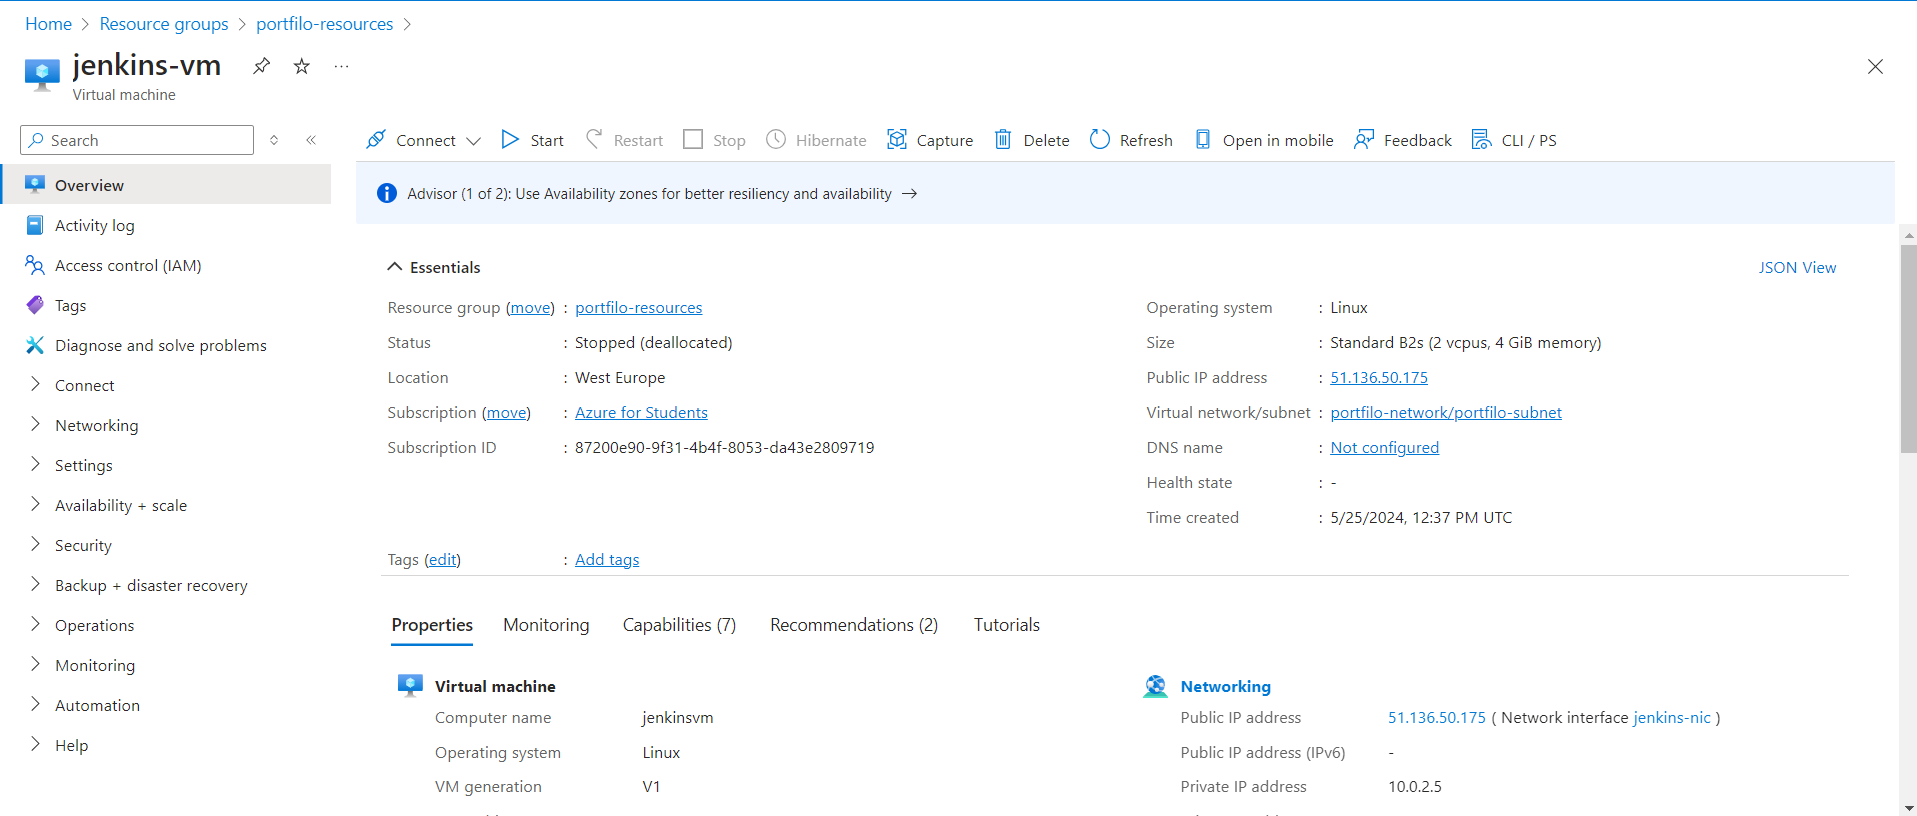 Home > Resource groups > portfilo-resources >
jenkins-vm
Virtual machine
Search
Connect
Start
Restart
Stop
Hibernate
Capture
Delete
Refresh
Open in mobile
Feedback
CLI / PS
Overview
Activity log
Access control (IAM)
Tags
Diagnose and solve problems
Connect
Networking
Settings
Availability + scale
Security
Backup + disaster recovery
Operations
Monitoring
Automation
Help
Advisor (1 of 2): Use Availability zones for better resiliency and availability →
Essentials
JSON View
Resource group (move) : portfilo-resources
Status : Stopped (deallocated)
Location : West Europe
Subscription (move) : Azure for Students
Subscription ID : 87200e90-9f31-4b4f-8053-da43e2809719
Operating system : Linux
Size : Standard B2s (2 vcpus, 4 GiB memory)
Public IP address : 51.136.50.175
Virtual network/subnet : portfilo-network/portfilo-subnet
DNS name : Not configured
Health state : -
Time created : 5/25/2024, 12:37 PM UTC
Tags (edit) : Add tags
Properties
Monitoring
Capabilities (7)
Recommendations (2)
Tutorials
Virtual machine
Computer name jenkinsvm
Operating system Linux
VM generation V1
Networking
Public IP address 51.136.50.175 ( Network interface jenkins-nic )
Public IP address (IPv6) -
Private IP address 10.0.2.5